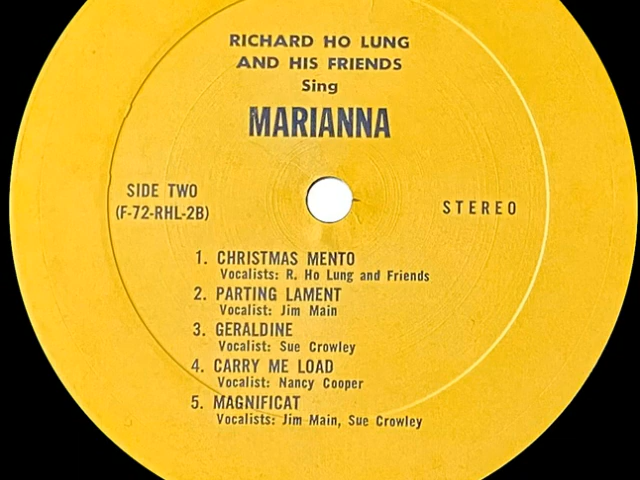 RICHARD HO LUNG
AND HIS FRIENDS
Sing
MARIANNA
SIDE TWO
(F-72-RHL-2B)
STEREO
1. CHRISTMAS MENTO
Vocalists: R. Ho Lung and Friends
2. PARTING LAMENT
Vocalist: Jim Main
3. GERALDINE
Vocalist: Sue Crowley
4. CARRY ME LOAD
Vocalist: Nancy Cooper
5. MAGNIFICAT
Vocalists: Jim Main, Sue Crowley